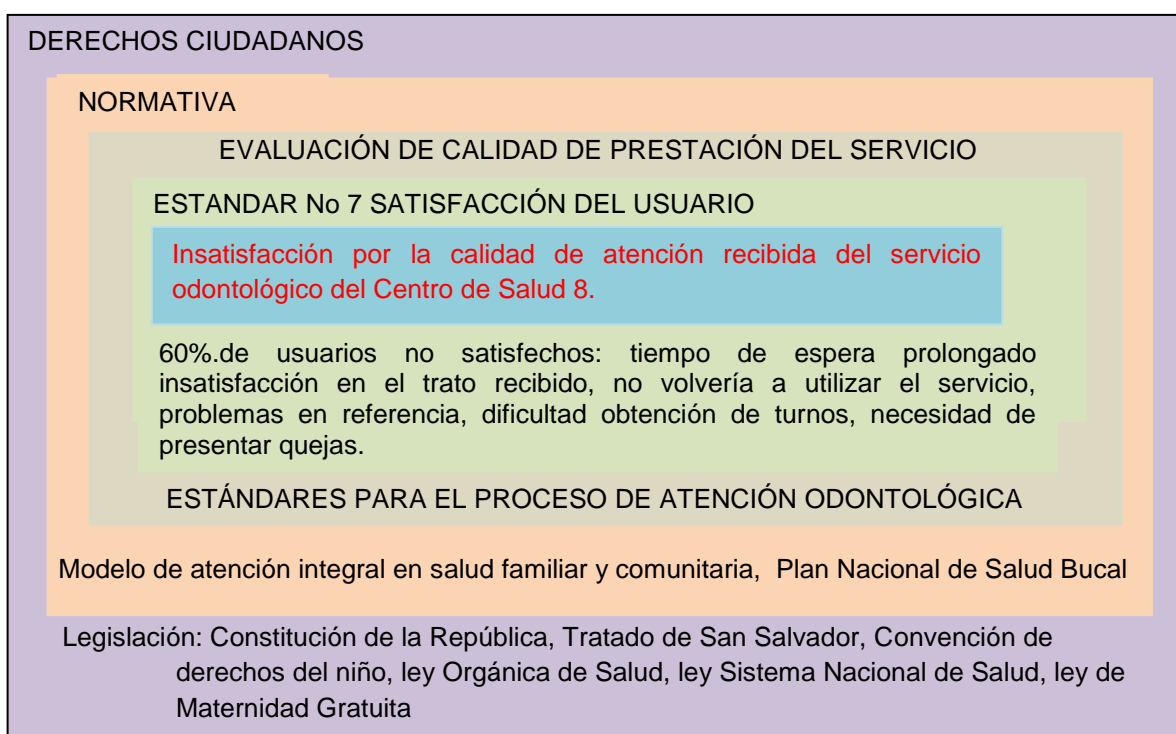 DERECHOS CIUDADANOS
NORMATIVA
EVALUACIÓN DE CALIDAD DE PRESTACIÓN DEL SERVICIO
ESTANDAR No 7 SATISFACCIÓN DEL USUARIO
Insatisfacción por la calidad de atención recibida del servicio
odontológico del Centro de Salud 8.
60%.de usuarios no satisfechos: tiempo de espera prolongado
insatisfacción en el trato recibido, no volvería a utilizar el servicio,
problemas en referencia, dificultad obtención de turnos, necesidad de
presentar quejas.
ESTÁNDARES PARA EL PROCESO DE ATENCIÓN ODONTOLÓGICA
Modelo de atención integral en salud familiar y comunitaria, Plan Nacional de Salud Bucal
Legislación: Constitución de la República, Tratado de San Salvador, Convención de
derechos del niño, ley Orgánica de Salud, ley Sistema Nacional de Salud, ley de
Maternidad Gratuita